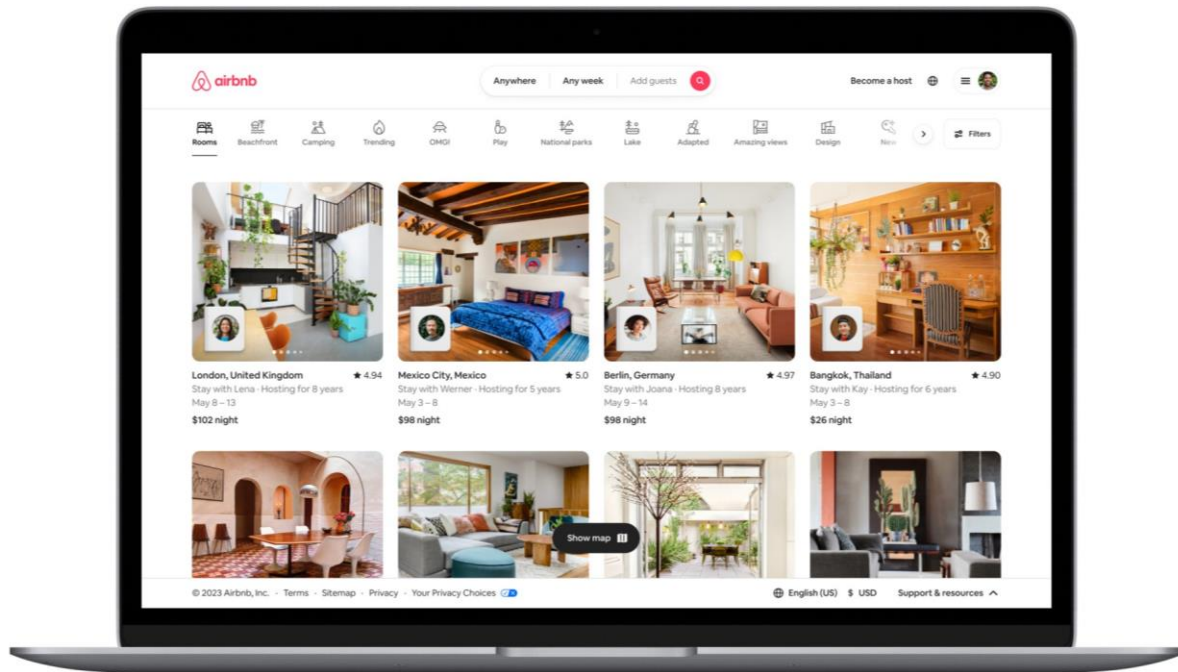 airbnb
Anywhere Any week Add guests
Become a host
Rooms Beachfront Camping Trending OMG! Play National parks Lake Adapted Amazing views Design New Filters
London, United Kingdom ★ 4.94
Stay with Lena · Hosting for 8 years
May 8 – 13
$102 night
Mexico City, Mexico ★ 5.0
Stay with Werner · Hosting for 5 years
May 3 – 8
$98 night
Berlin, Germany ★ 4.97
Stay with Joana · Hosting 8 years
May 9 – 14
$98 night
Bangkok, Thailand ★ 4.90
Stay with Kay · Hosting for 6 years
May 3 – 8
$26 night
Show map
© 2023 Airbnb, Inc. · Terms · Sitemap · Privacy · Your Privacy Choices
English (US) $ USD Support & resources